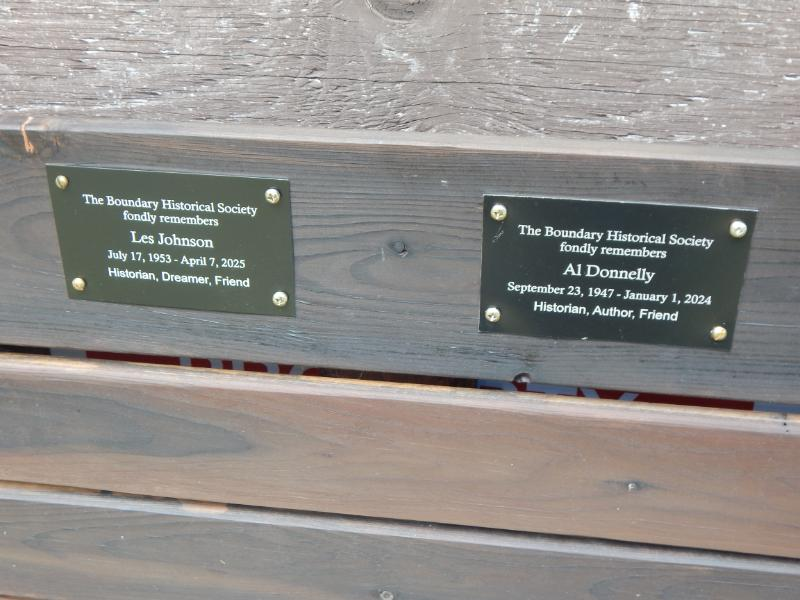 The Boundary Historical Society
fondly remembers
Les Johnson
July 17, 1953 - April 7, 2025
Historian, Dreamer, Friend
The Boundary Historical Society
fondly remembers
Al Donnelly
September 23, 1947 - January 1, 2024
Historian, Author, Friend